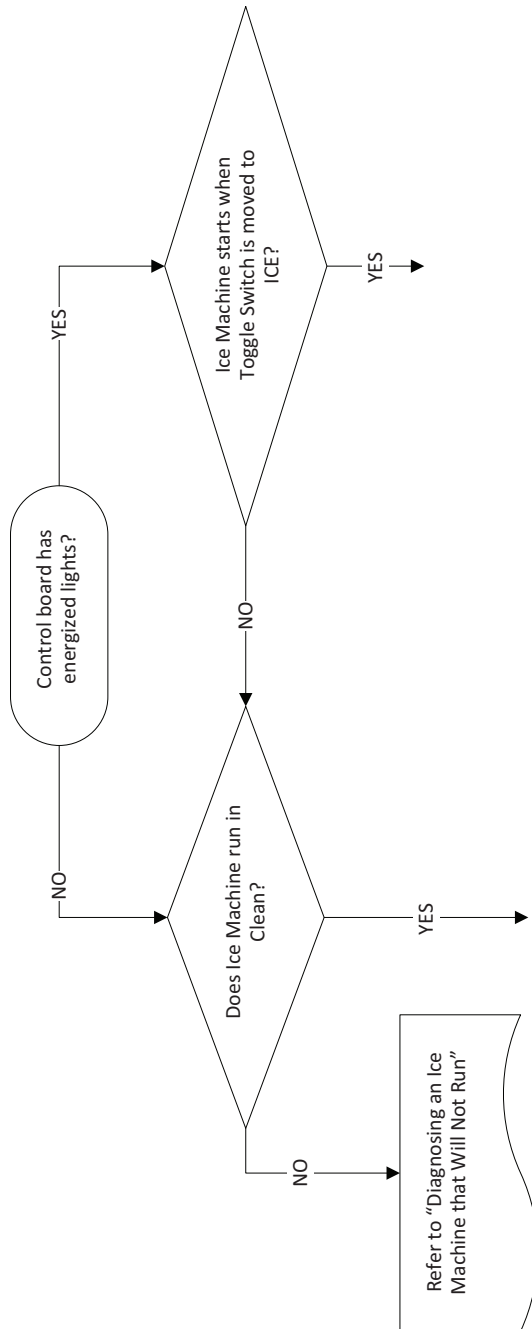 Control board has
energized lights?
YES
NO
Ice Machine starts when
Toggle Switch is moved to
ICE?
YES
NO
Does Ice Machine run in
Clean?
YES
NO
Refer to “Diagnosing an Ice
Machine that Will Not Run”